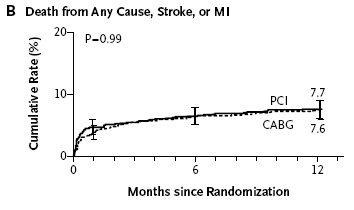 B Death from Any Cause, Stroke, or MI
20
P=0.99
Cumulative Rate (%)
10
PCI
7.7
CABG
7.6
0
0
6
12
Months since Randomization